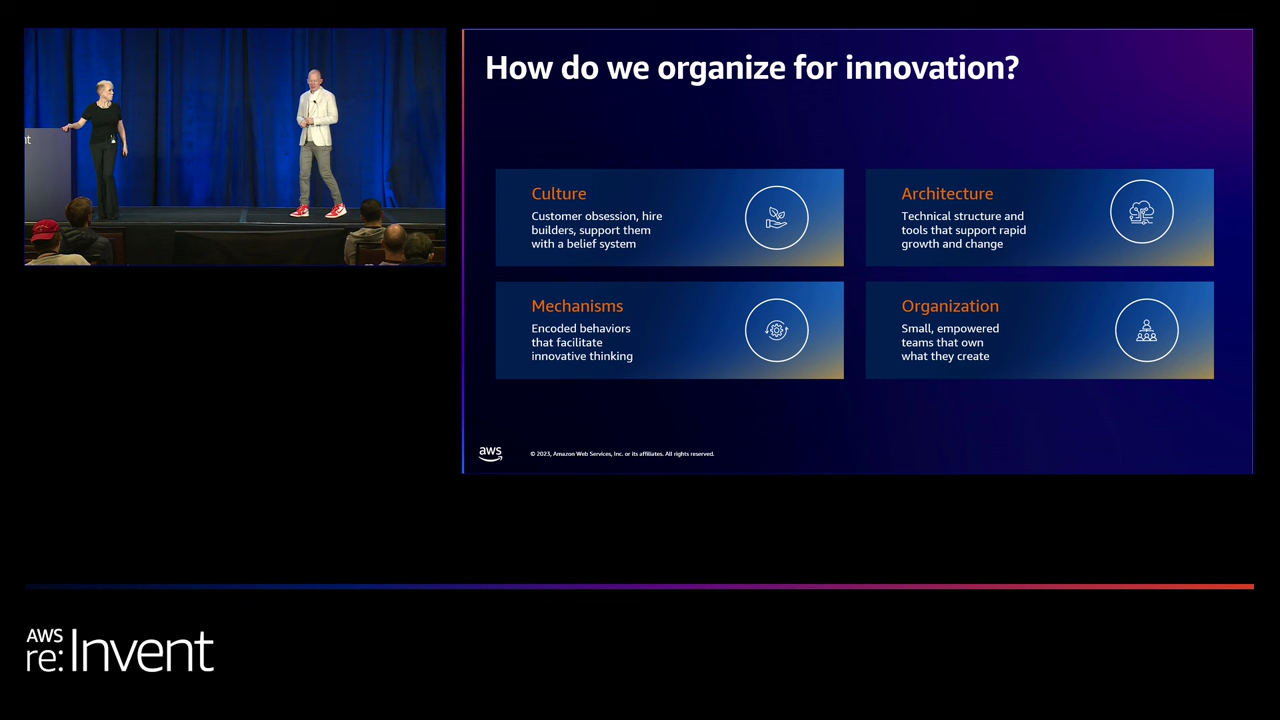 nt
How do we organize for innovation?
Culture
Customer obsession, hire
builders, support them
with a belief system
Architecture
Technical structure and
tools that support rapid
growth and change
Mechanisms
Encoded behaviors
that facilitate
innovative thinking
Organization
Small, empowered
teams that own
what they create
aws
© 2023, Amazon Web Services, Inc. or its affiliates. All rights reserved.
AWS
re:Invent